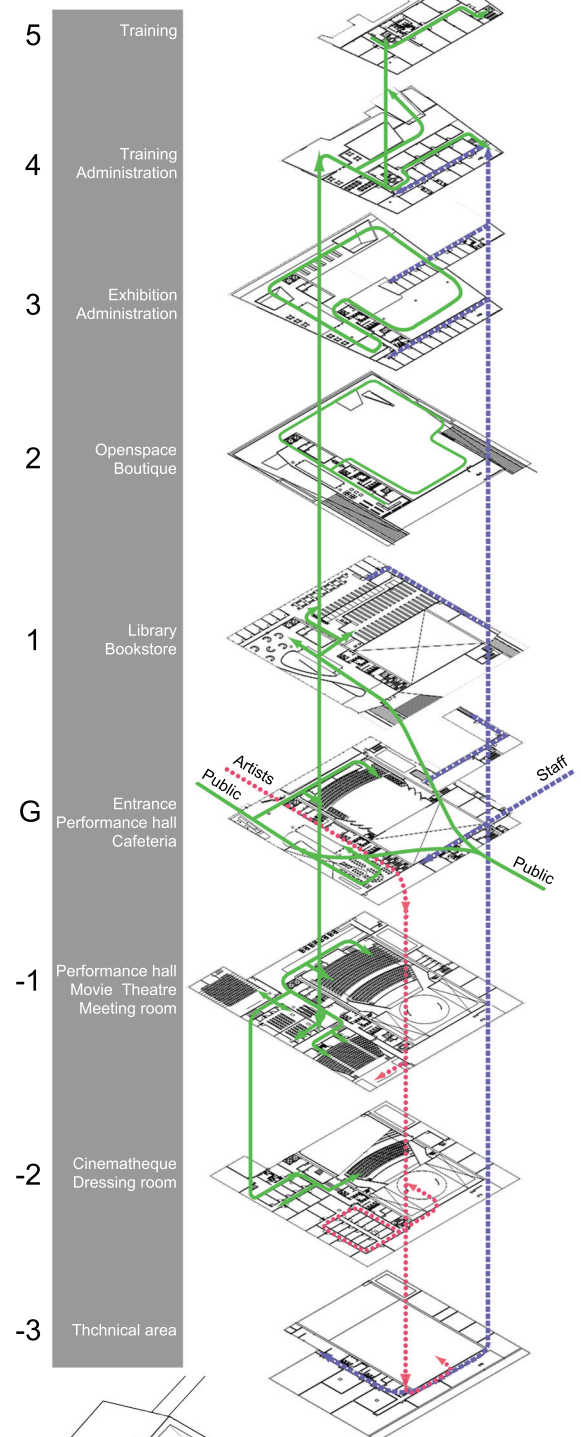 5
Training
4
Training
Administration
3
Exhibition
Administration
2
Openspace
Boutique
1
Library
Bookstore
Artists
Public
Staff
G
Entrance
Performance hall
Cafeteria
Public
-1
Performance hall
Movie Theatre
Meeting room
-2
Cinematheque
Dressing room
-3
Thchnical area